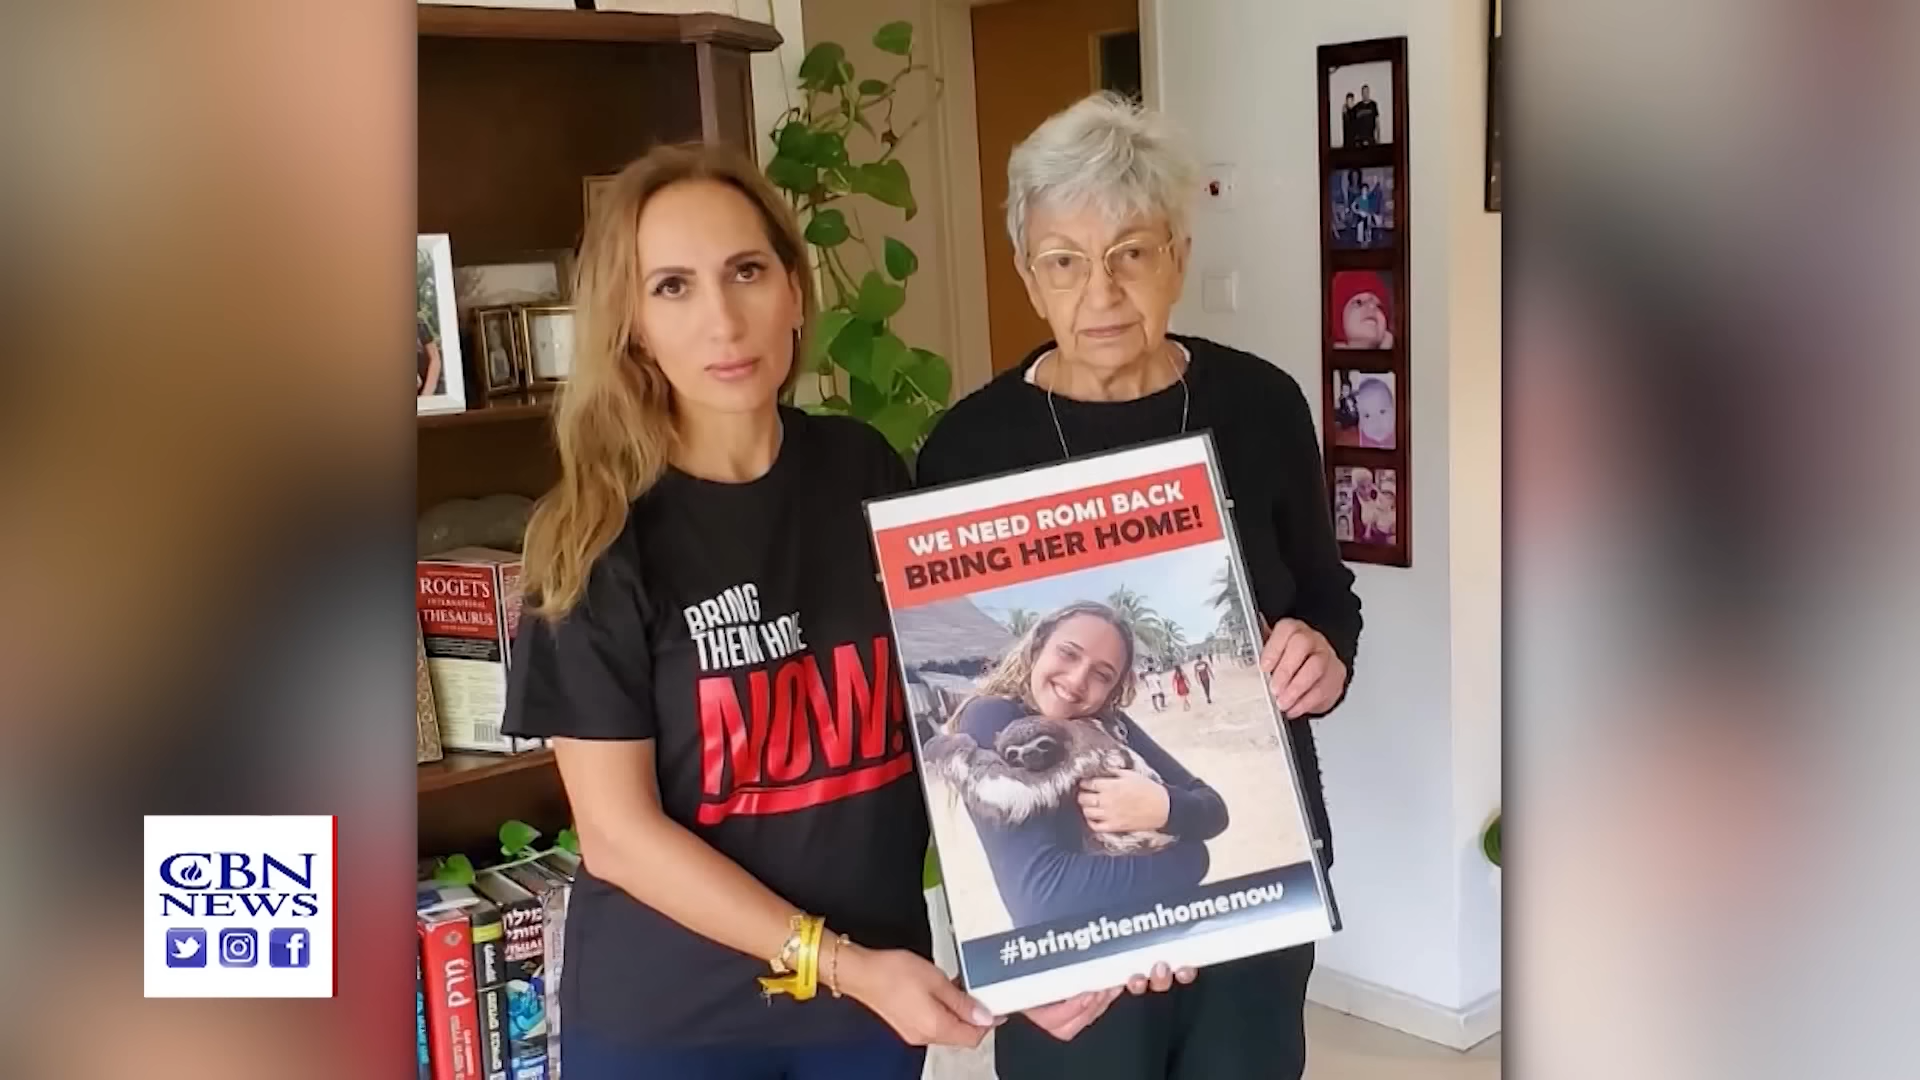 WE NEED ROMI BACK
BRING HER HOME!
#bringthemhomenow
BRING
THEM HOME
NOW!
ROGET'S
INTERNATIONAL
THESAURUS
CBN
NEWS